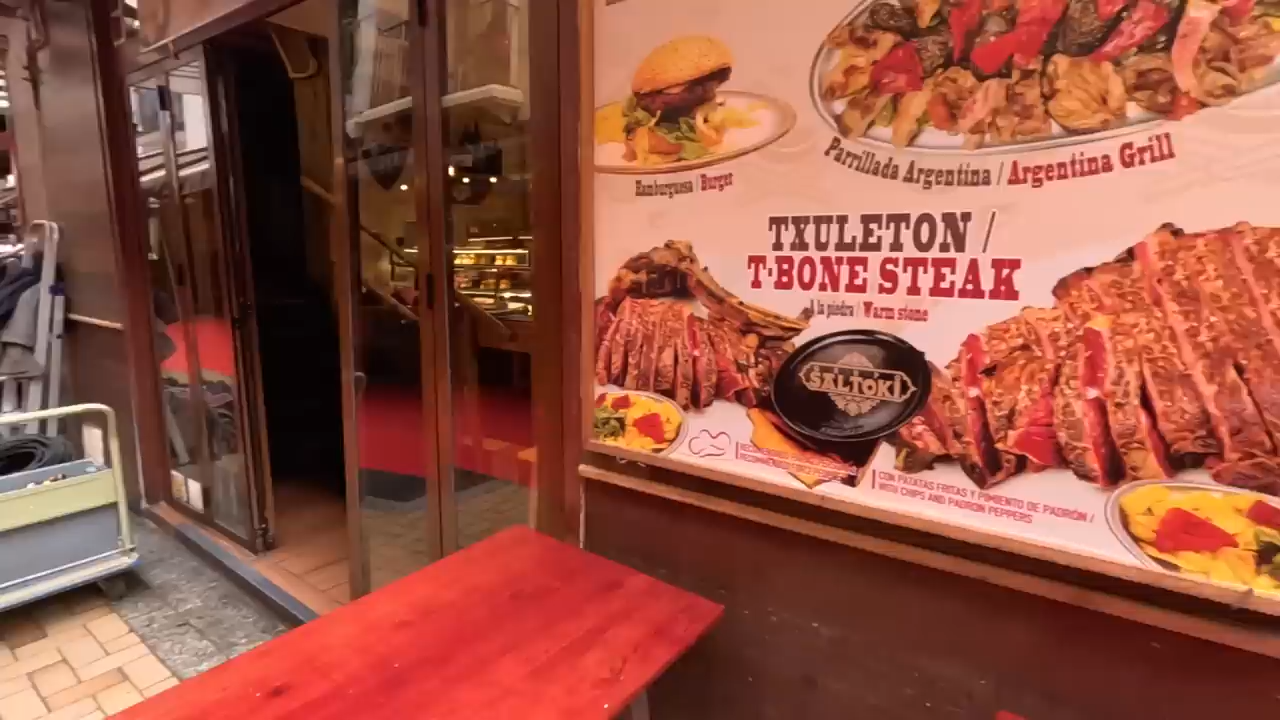 Hamburguesa / Burget
Parrillada Argentina / Argentina Grill
TXULETON /
T-BONE STEAK
A la piedra / Warm stone
SALTOKI
CON PATATAS FRITAS Y PIMIENTO DE PADRÓN /
WITH CHIPS AND PADRON PEPPERS